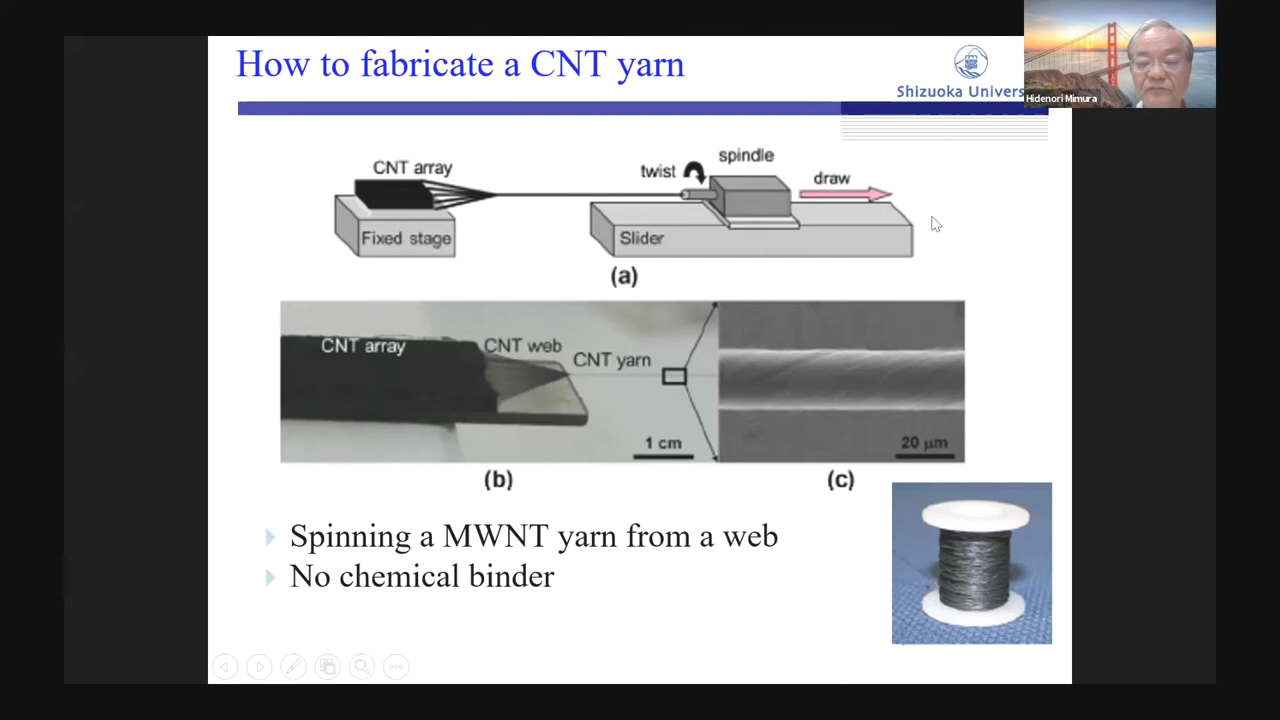 How to fabricate a CNT yarn
Shizuoka Univers
Hidenori Mimura
CNT array
twist
spindle
draw
Fixed stage
Slider
(a)
CNT array
CNT web
CNT yarn
1 cm
20 μm
(b)
(c)
Spinning a MWNT yarn from a web
No chemical binder